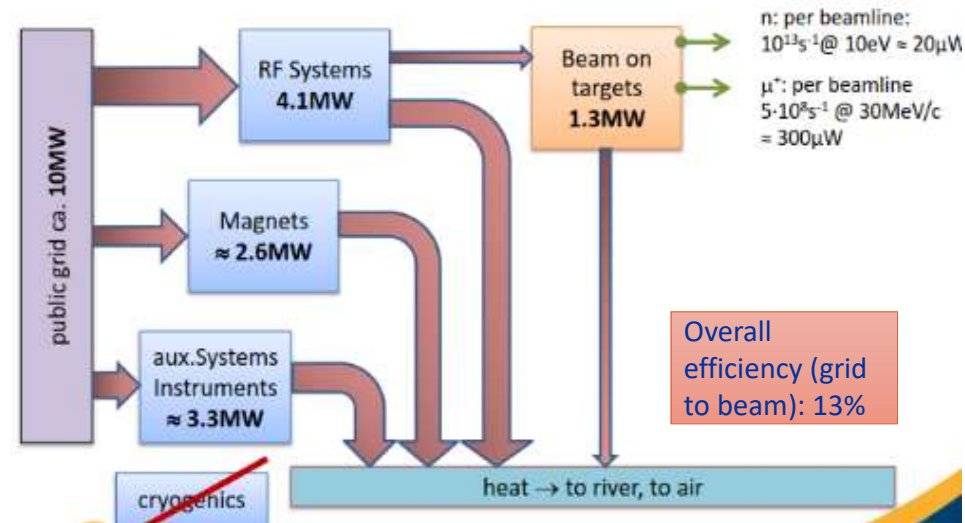 public grid ca. 10MW
RF Systems
4.1MW
Beam on
targets
1.3MW
n: per beamline:
10¹³s⁻¹@ 10eV ≈ 20µW
µ⁺: per beamline
5·10⁸s⁻¹ @ 30MeV/c
≈ 300µW
Magnets
≈ 2.6MW
aux.Systems
Instruments
≈ 3.3MW
Overall
efficiency (grid
to beam): 13%
cryogenics
heat → to river, to air